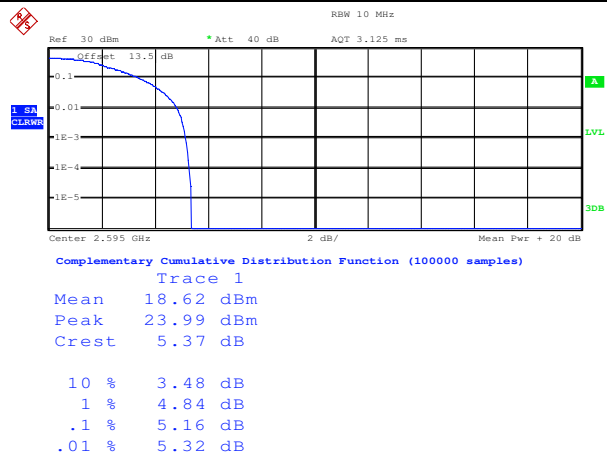 R S
RBW 10 MHz
Ref 30 dBm * Att 40 dB AQT 3.125 ms
Offset 13.5 dB
0.1
A
0.01
1 SA
CLRWR
1E-3
LVL
1E-4
1E-5
3DB
Center 2.595 GHz 2 dB/ Mean Pwr + 20 dB
Complementary Cumulative Distribution Function (100000 samples)
Trace 1
Mean 18.62 dBm
Peak 23.99 dBm
Crest 5.37 dB
10 % 3.48 dB
1 % 4.84 dB
.1 % 5.16 dB
.01 % 5.32 dB